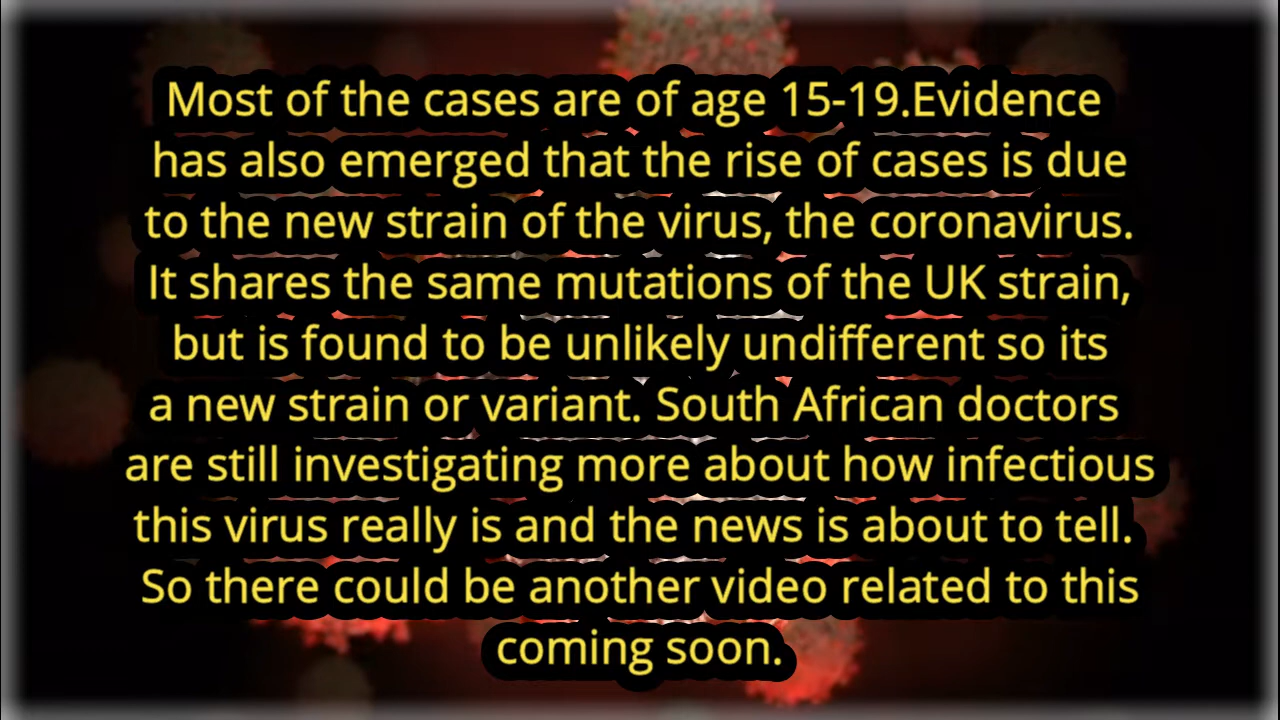 Most of the cases are of age 15-19.Evidence
has also emerged that the rise of cases is due
to the new strain of the virus, the coronavirus.
It shares the same mutations of the UK strain,
but is found to be unlikely undifferent so its
a new strain or variant. South African doctors
are still investigating more about how infectious
this virus really is and the news is about to tell.
So there could be another video related to this
coming soon.